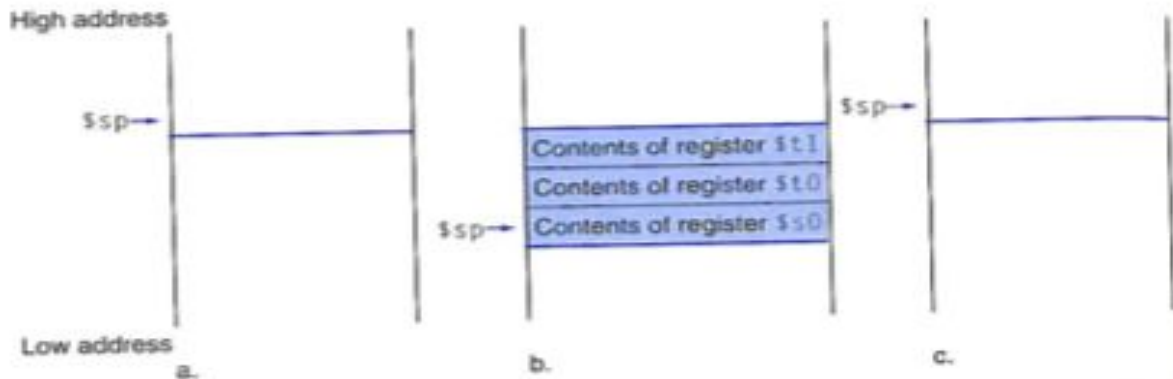 High address
$sp
$sp
Contents of register $t1
Contents of register $t0
$sp
Contents of register $s0
Low address
a.
b.
c.